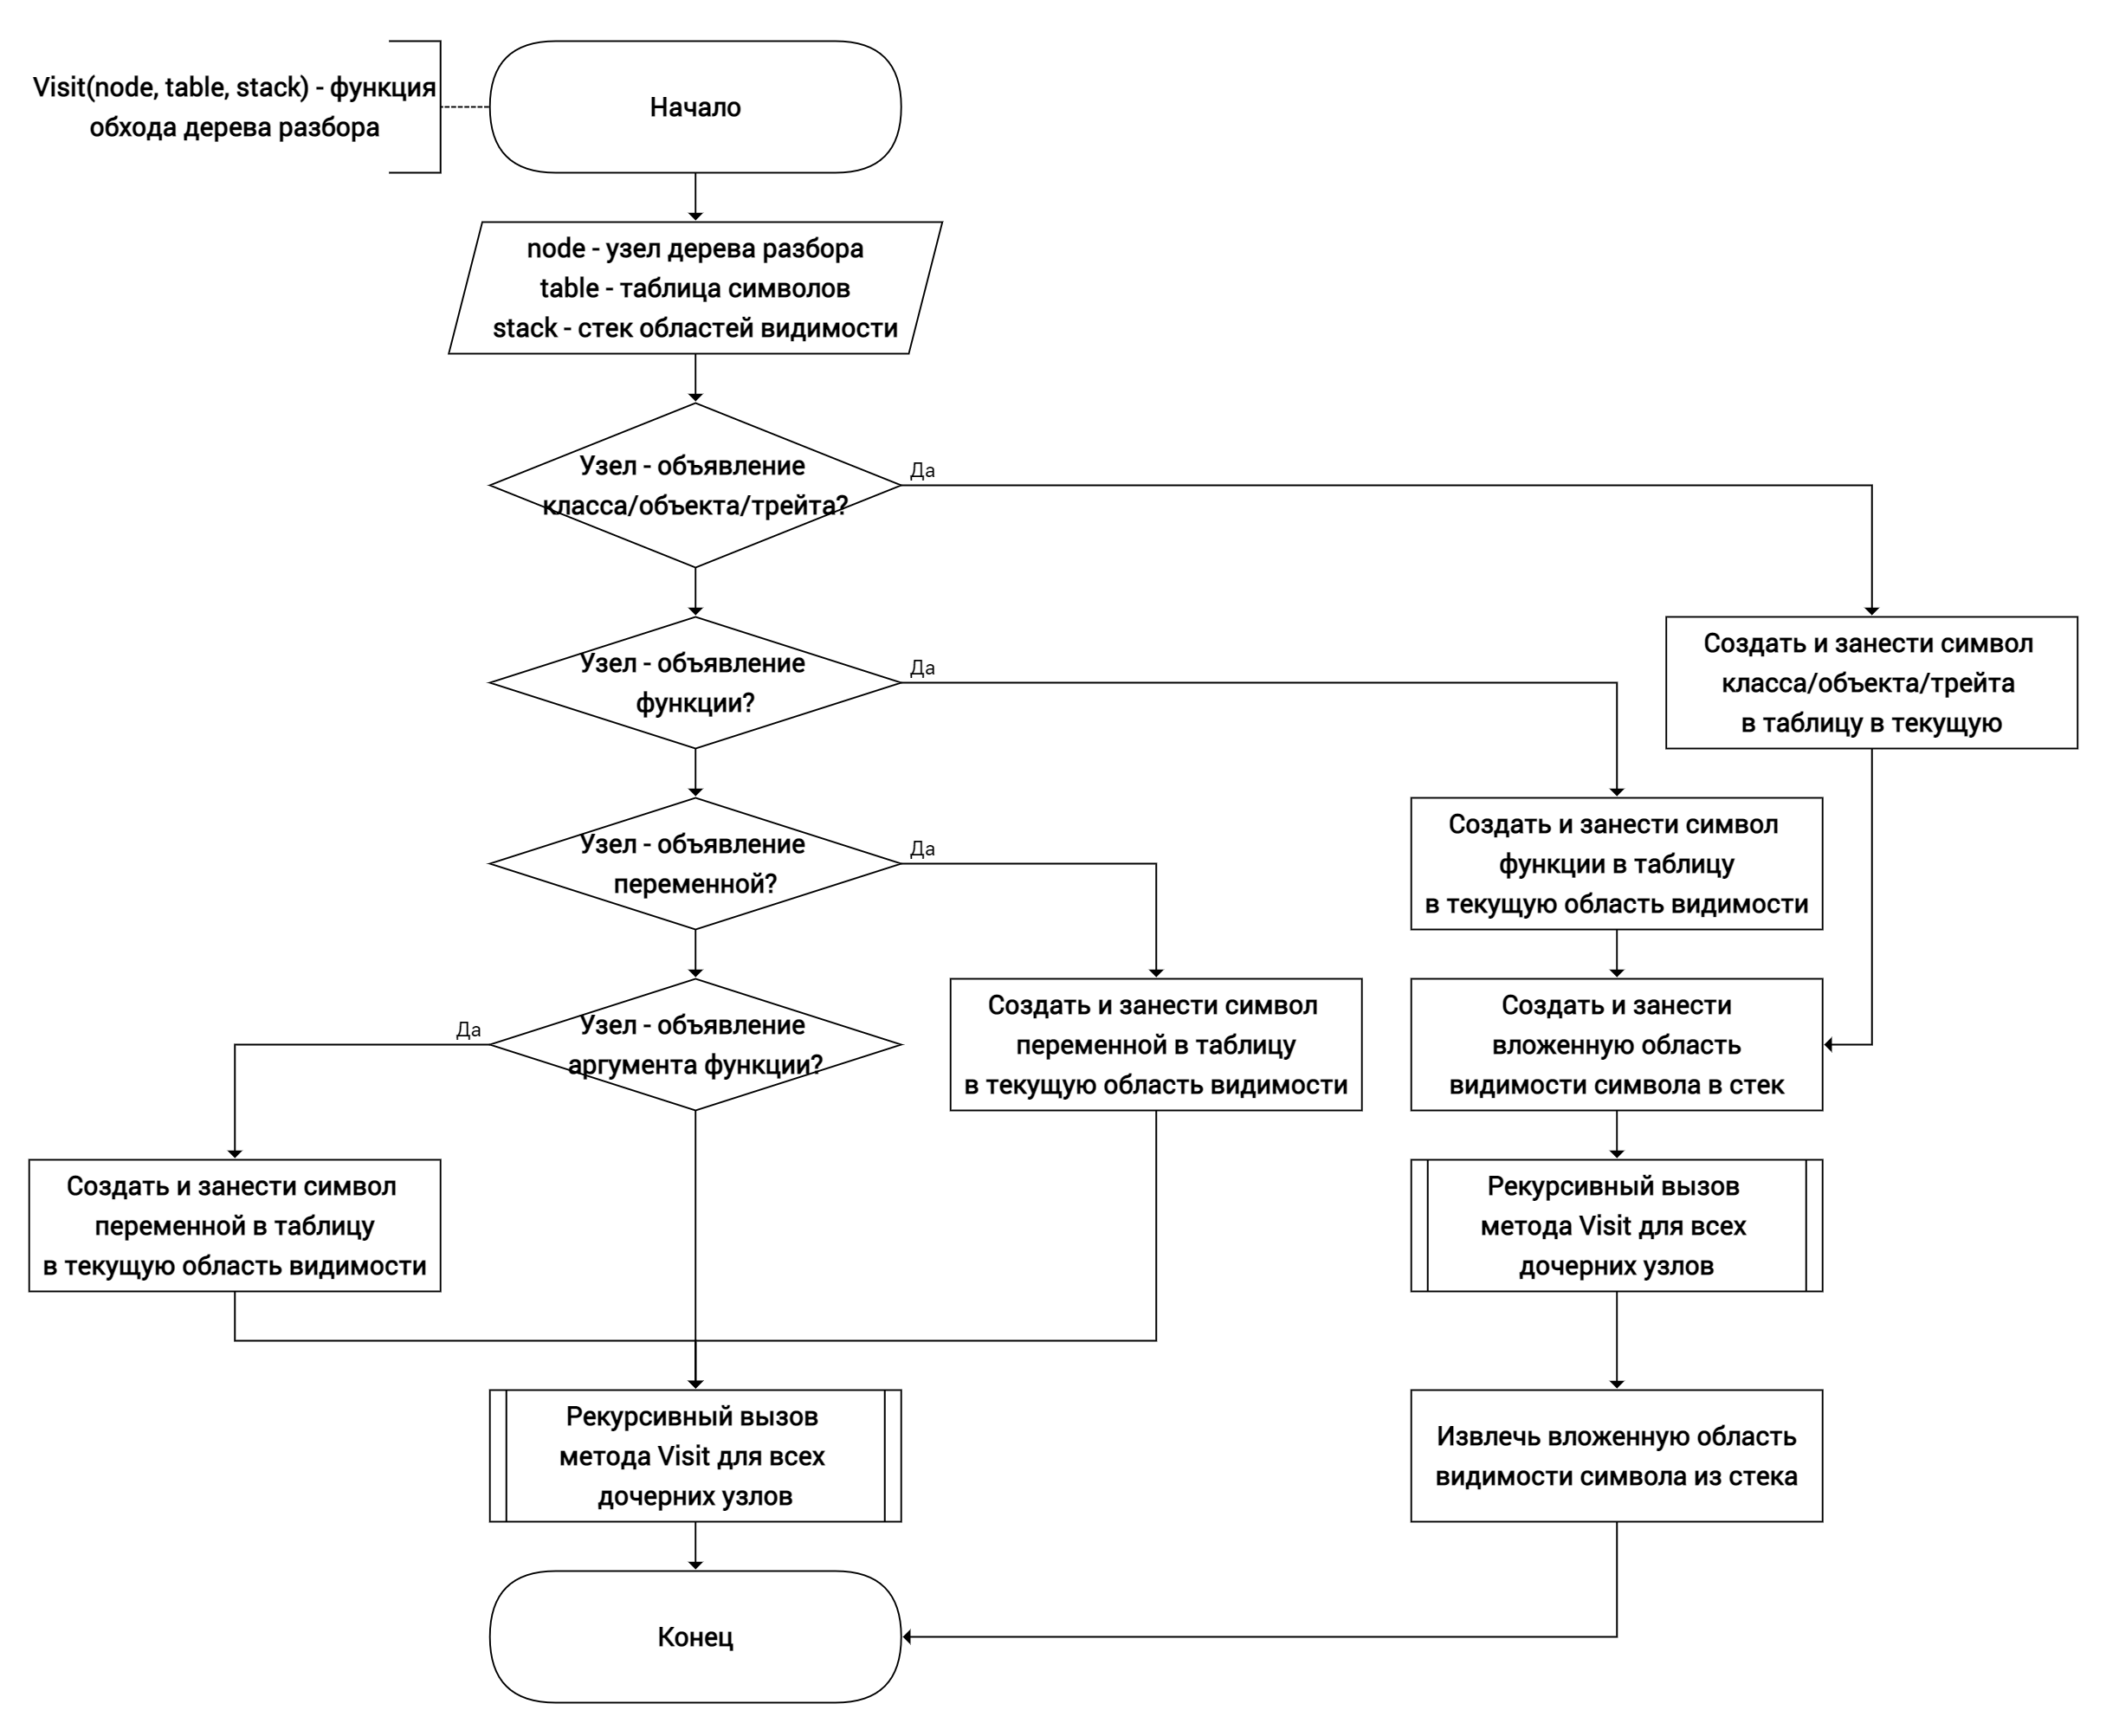 Visit(node, table, stack) - функция
обхода дерева разбора
Начало
node - узел дерева разбора
table - таблица символов
stack - стек областей видимости
Узел - объявление
класса/объекта/трейта?
Да
Узел - объявление
функции?
Да
Создать и занести символ
класса/объекта/трейта
в таблицу в текущую
Узел - объявление
переменной?
Да
Создать и занести символ
функции в таблицу
в текущую область видимости
Узел - объявление
аргумента функции?
Да
Создать и занести символ
переменной в таблицу
в текущую область видимости
Создать и занести
вложенную область
видимости символа в стек
Создать и занести символ
переменной в таблицу
в текущую область видимости
Рекурсивный вызов
метода Visit для всех
дочерних узлов
Рекурсивный вызов
метода Visit для всех
дочерних узлов
Извлечь вложенную область
видимости символа из стека
Конец